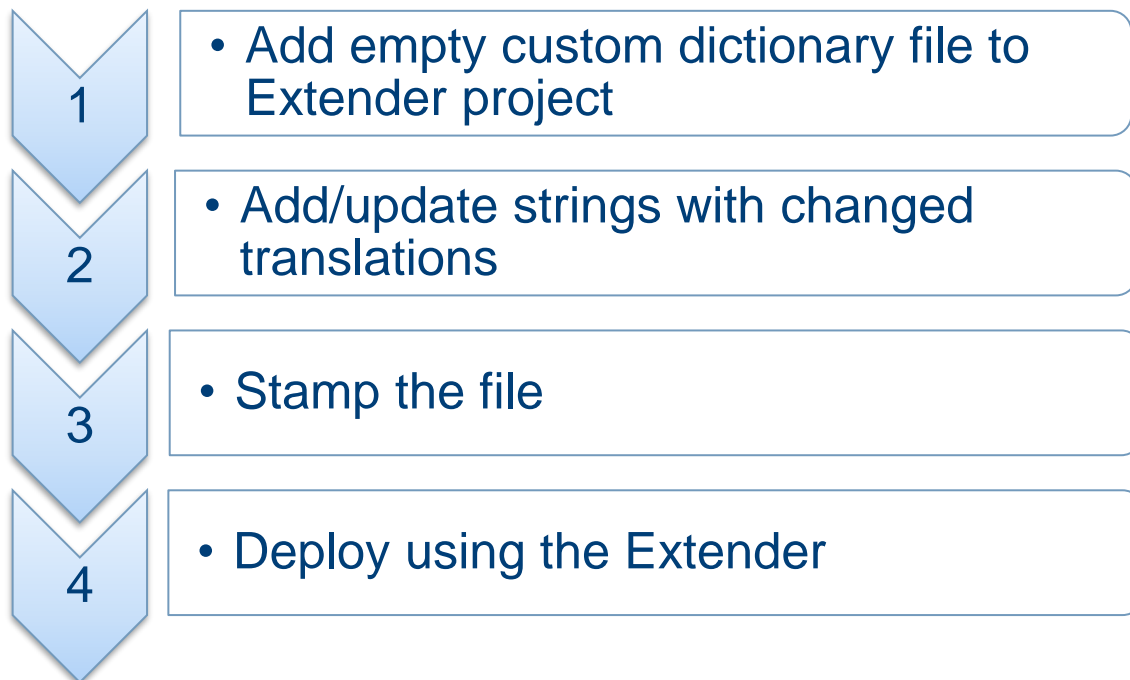 1
• Add empty custom dictionary file to
Extender project
2
• Add/update strings with changed
translations
3
• Stamp the file
4
• Deploy using the Extender